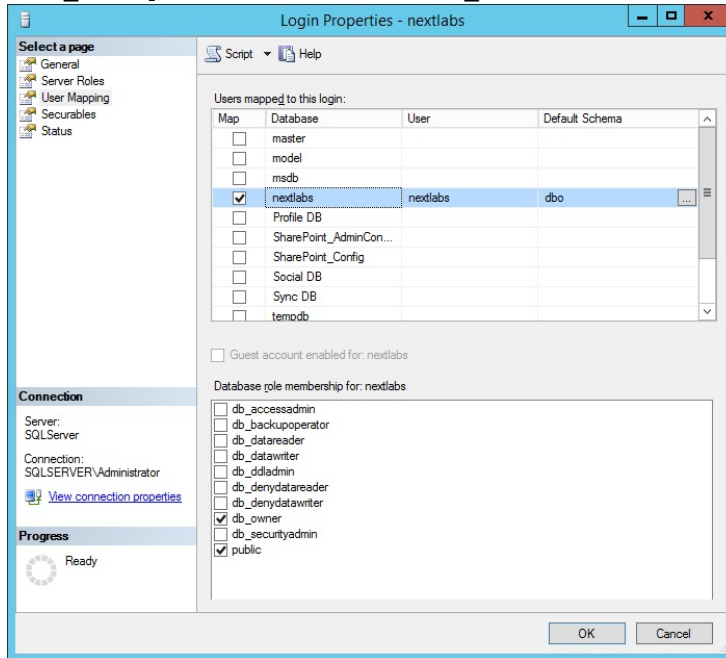 Login Properties - nextlabs
Select a page
General
Server Roles
User Mapping
Securables
Status
Script
Help
Users mapped to this login:
Map Database User Default Schema
master
model
msdb
nextlabs nextlabs dbo ...
Profile DB
SharePoint_AdminCon...
SharePoint_Config
Social DB
Sync DB
tempdb
Guest account enabled for: nextlabs
Database role membership for: nextlabs
db_accessadmin
db_backupoperator
db_datareader
db_datawriter
db_ddladmin
db_denydatareader
db_denydatawriter
db_owner
db_securityadmin
public
Connection
Server:
SQLServer
Connection:
SQLSERVER\Administrator
View connection properties
Progress
Ready
OK Cancel